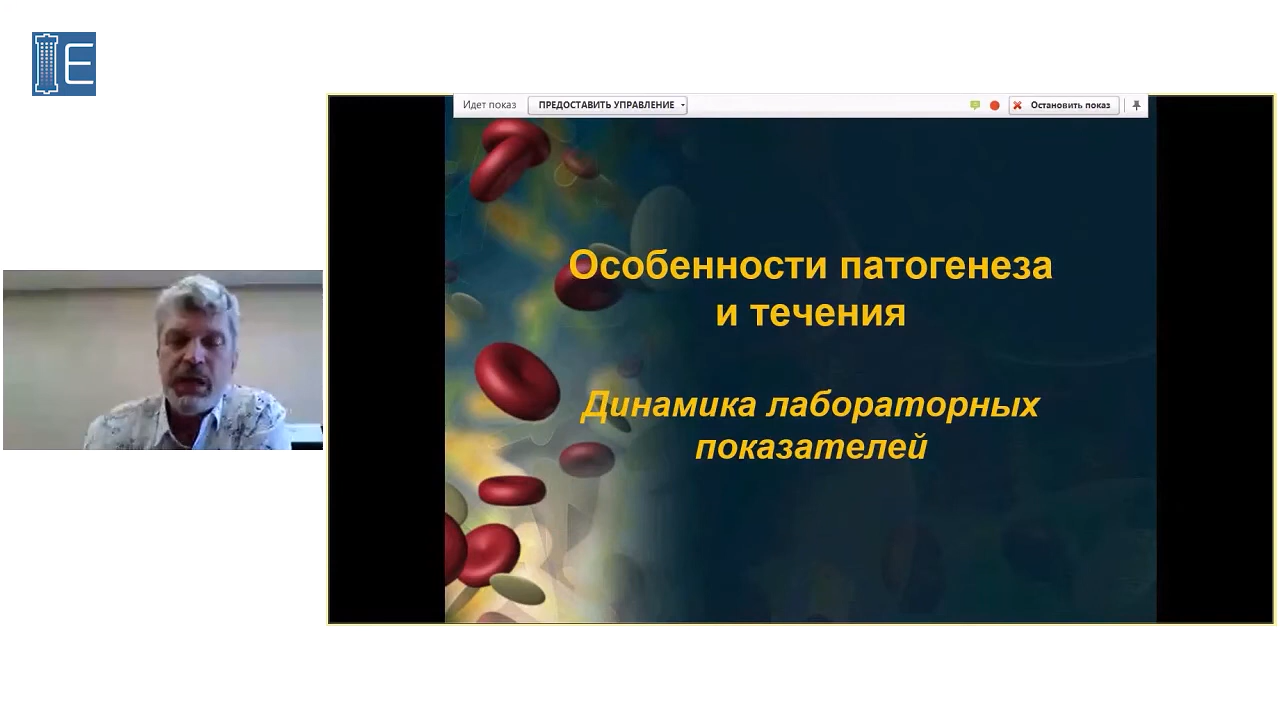 E
Идет показ
ПРЕДОСТАВИТЬ УПРАВЛЕНИЕ
Остановить показ
Особенности патогенеза
и течения
Динамика лабораторных
показателей